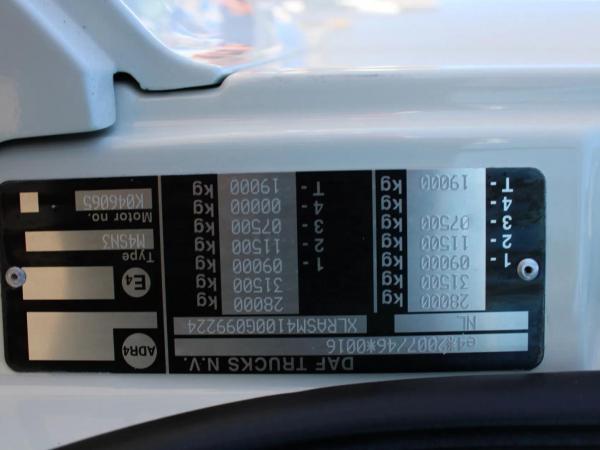 DAF TRUCKS N.V.
e4*2007/46*0016
NL XLRASM4100G099224
28000 kg 28000 kg
31500 kg 31500 kg
1 - 09000 kg 1 - 09000 kg
2 - 11500 kg 2 - 11500 kg
3 - 07500 kg 3 - 07500 kg
4 - kg 4 - 00000 kg
T - 19000 kg T - 19000 kg
ADR4
E4
Type
M4SN3
Motor no.
K046065